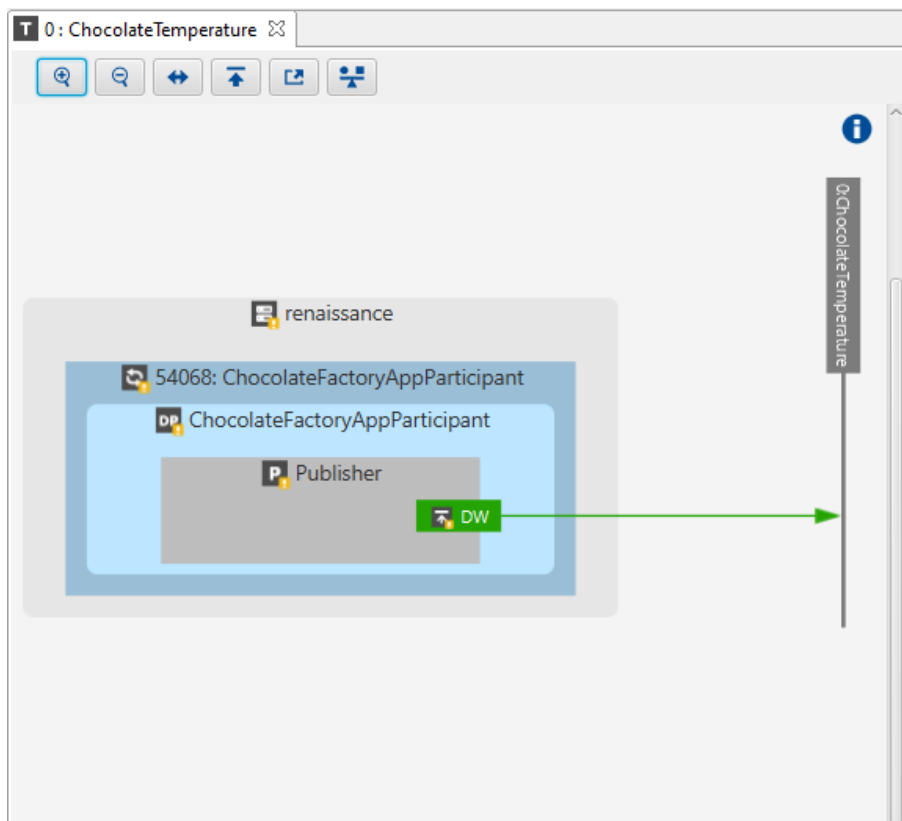 T 0 : ChocolateTemperature
i
0:ChocolateTemperature
renaissance
54068: ChocolateFactoryAppParticipant
DP ChocolateFactoryAppParticipant
P Publisher
DW